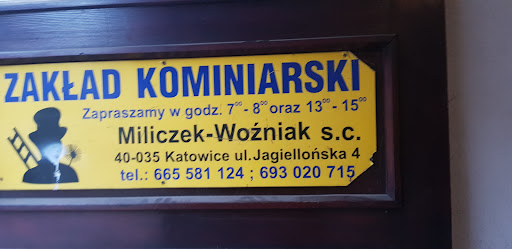 ZAKŁAD KOMINIARSKI
Zapraszamy w godz. 7⁰⁰ - 8⁰⁰ oraz 13⁰⁰ - 15⁰⁰
Miliczek-Woźniak s.c.
40-035 Katowice ul.Jagiellońska 4
tel.: 665 581 124 ; 693 020 715